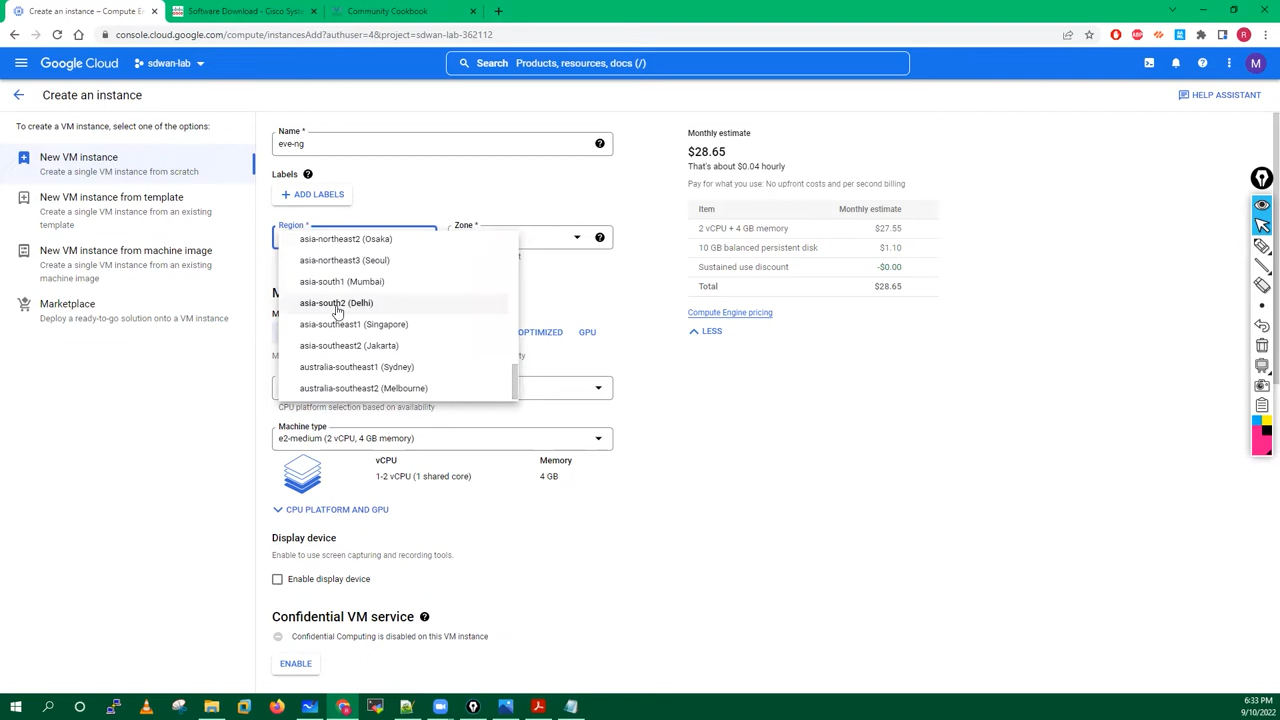 Create an instance — Compute E
Software Download - Cisco Syste
Community Cookbook
console.cloud.google.com/compute/instancesAdd?authuser=4&project=sdwan-lab-362112
R
Google Cloud
sdwan-lab
Search Products, resources, docs (/)
M
Create an instance
HELP ASSISTANT
To create a VM instance, select one of the options:
New VM instance
Create a single VM instance from scratch
New VM instance from template
Create a single VM instance from an existing
template
New VM instance from machine image
Create a single VM instance from an existing
machine image
Marketplace
Deploy a ready-to-go solution onto a VM instance
Name *
eve-ng
Labels
ADD LABELS
Region *
Zone *
asia-northeast2 (Osaka)
asia-northeast3 (Seoul)
asia-south1 (Mumbai)
asia-south2 (Delhi)
asia-southeast1 (Singapore)
asia-southeast2 (Jakarta)
australia-southeast1 (Sydney)
australia-southeast2 (Melbourne)
OPTIMIZED
GPU
CPU platform selection based on availability
Machine type
e2-medium (2 vCPU, 4 GB memory)
vCPU
Memory
1-2 vCPU (1 shared core)
4 GB
CPU PLATFORM AND GPU
Display device
Enable to use screen capturing and recording tools.
Enable display device
Confidential VM service
Confidential Computing is disabled on this VM instance
ENABLE
Monthly estimate
$28.65
That's about $0.04 hourly
Pay for what you use: No upfront costs and per second billing
Item Monthly estimate
2 vCPU + 4 GB memory $27.55
10 GB balanced persistent disk $1.10
Sustained use discount -$0.00
Total $28.65
Compute Engine pricing
LESS
6:33 PM
9/10/2022